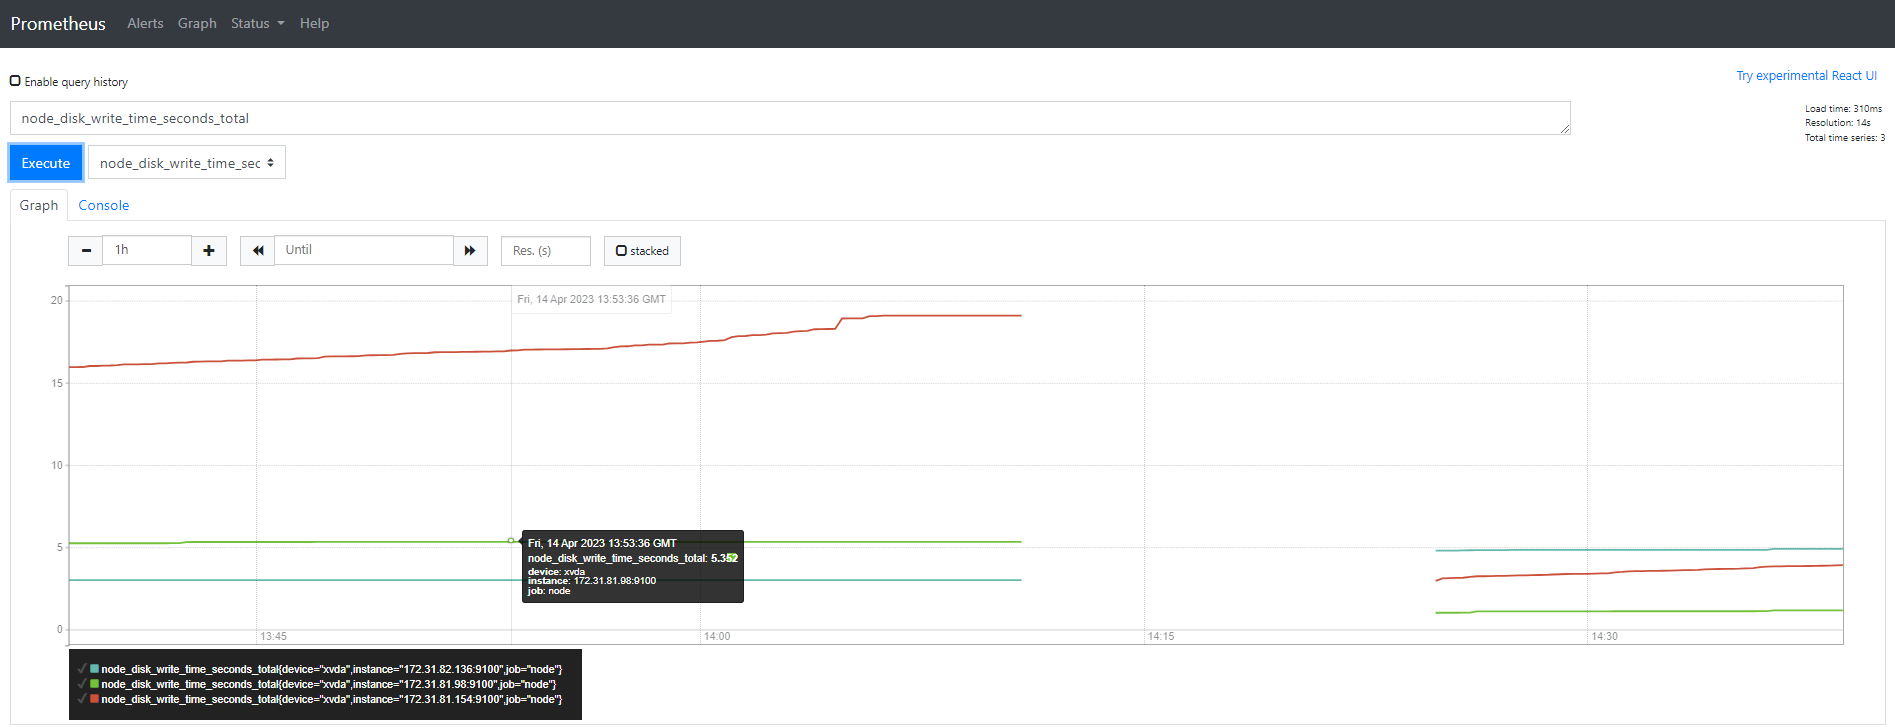 Prometheus Alerts Graph Status Help
Enable query history
Try experimental React UI
node_disk_write_time_seconds_total
Load time: 310ms
Resolution: 14s
Total time series: 3
Execute node_disk_write_time_sec
Graph Console
1h Until Res. (s) stacked
Fri, 14 Apr 2023 13:53:36 GMT
20
15
10
5
0
Fri, 14 Apr 2023 13:53:36 GMT
node_disk_write_time_seconds_total: 5.352
device: xvda
instance: 172.31.81.98:9100
job: node
13:45 14:00 14:15 14:30
node_disk_write_time_seconds_total{device="xvda",instance="172.31.82.136:9100",job="node"}
node_disk_write_time_seconds_total{device="xvda",instance="172.31.81.98:9100",job="node"}
node_disk_write_time_seconds_total{device="xvda",instance="172.31.81.154:9100",job="node"}